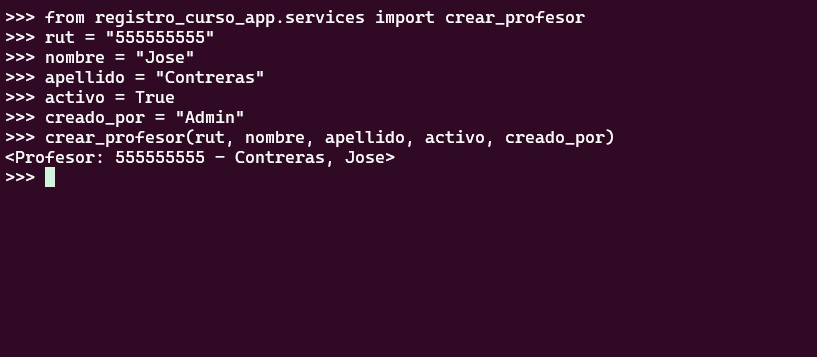 >>> from registro_curso_app.services import crear_profesor
>>> rut = "555555555"
>>> nombre = "Jose"
>>> apellido = "Contreras"
>>> activo = True
>>> creado_por = "Admin"
>>> crear_profesor(rut, nombre, apellido, activo, creado_por)
<Profesor: 555555555 - Contreras, Jose>
>>>